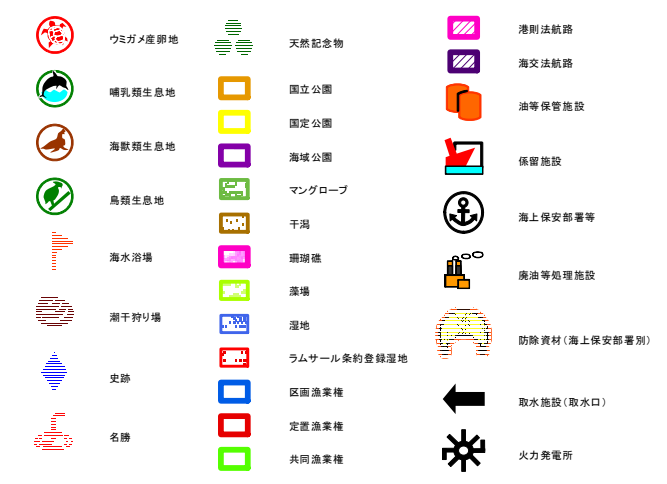 ウミガメ産卵地
哺乳類生息地
海獣類生息地
鳥類生息地
海水浴場
潮干狩り場
史跡
名勝
天然記念物
国立公園
国定公園
海域公園
マングローブ
干潟
珊瑚礁
藻場
湿地
ラムサール条約登録湿地
区画漁業権
定置漁業権
共同漁業権
港則法航路
海交法航路
油等保管施設
係留施設
海上保安部署等
廃油等処理施設
防除資材(海上保安部署別)
取水施設(取水口)
火力発電所